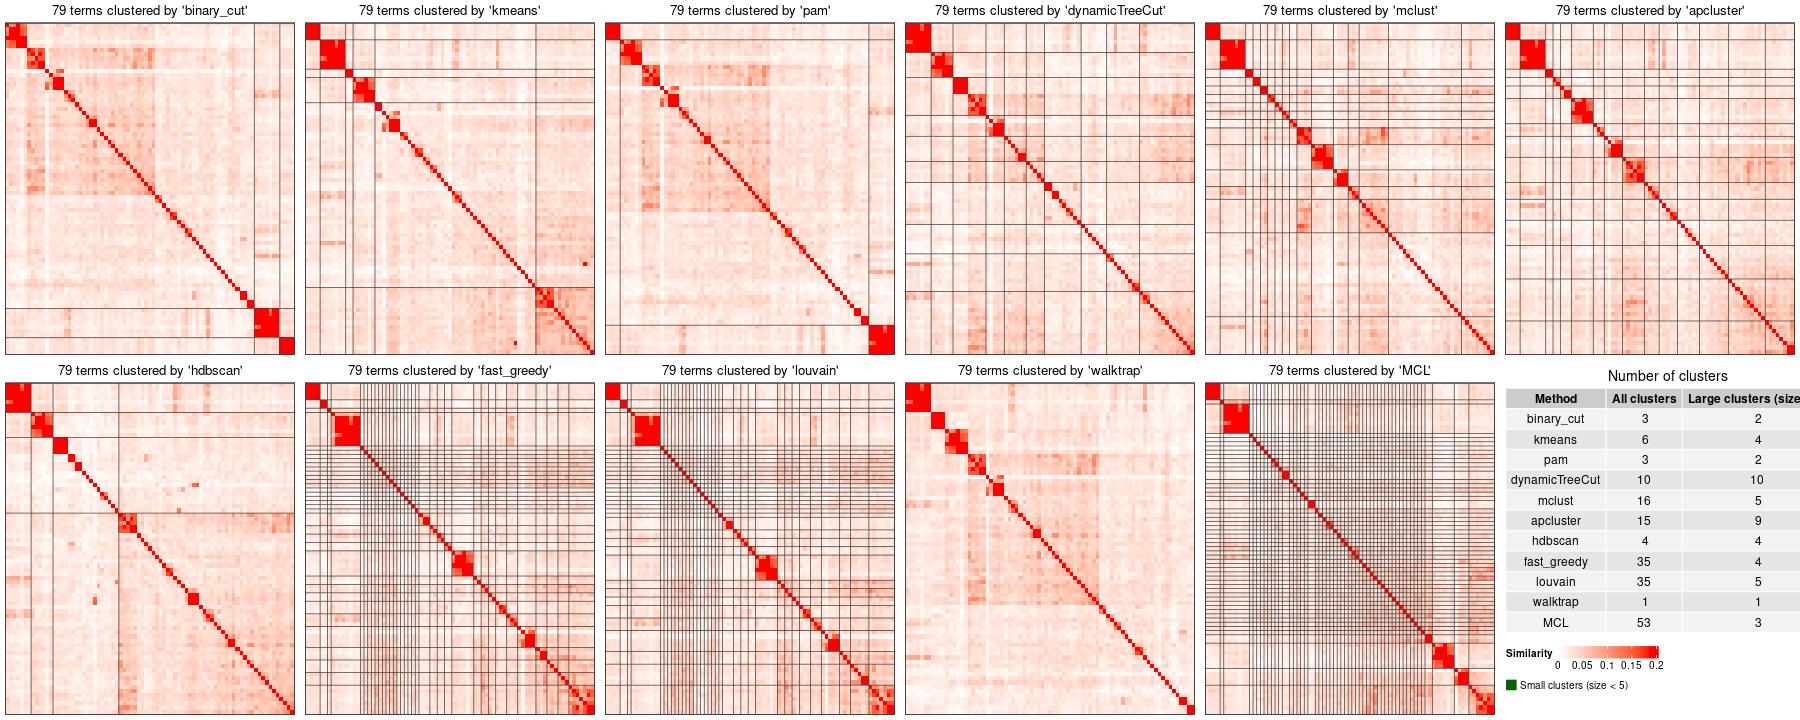 79 terms clustered by 'binary_cut'
79 terms clustered by 'kmeans'
79 terms clustered by 'pam'
79 terms clustered by 'dynamicTreeCut'
79 terms clustered by 'mclust'
79 terms clustered by 'apcluster'
79 terms clustered by 'hdbscan'
79 terms clustered by 'fast_greedy'
79 terms clustered by 'louvain'
79 terms clustered by 'walktrap'
79 terms clustered by 'MCL'
Number of clusters
Method All clusters Large clusters (size
binary_cut 3 2
kmeans 6 4
pam 3 2
dynamicTreeCut 10 10
mclust 16 5
apcluster 15 9
hdbscan 4 4
fast_greedy 35 4
louvain 35 5
walktrap 1 1
MCL 53 3
Similarity
0 0.05 0.1 0.15 0.2
Small clusters (size < 5)